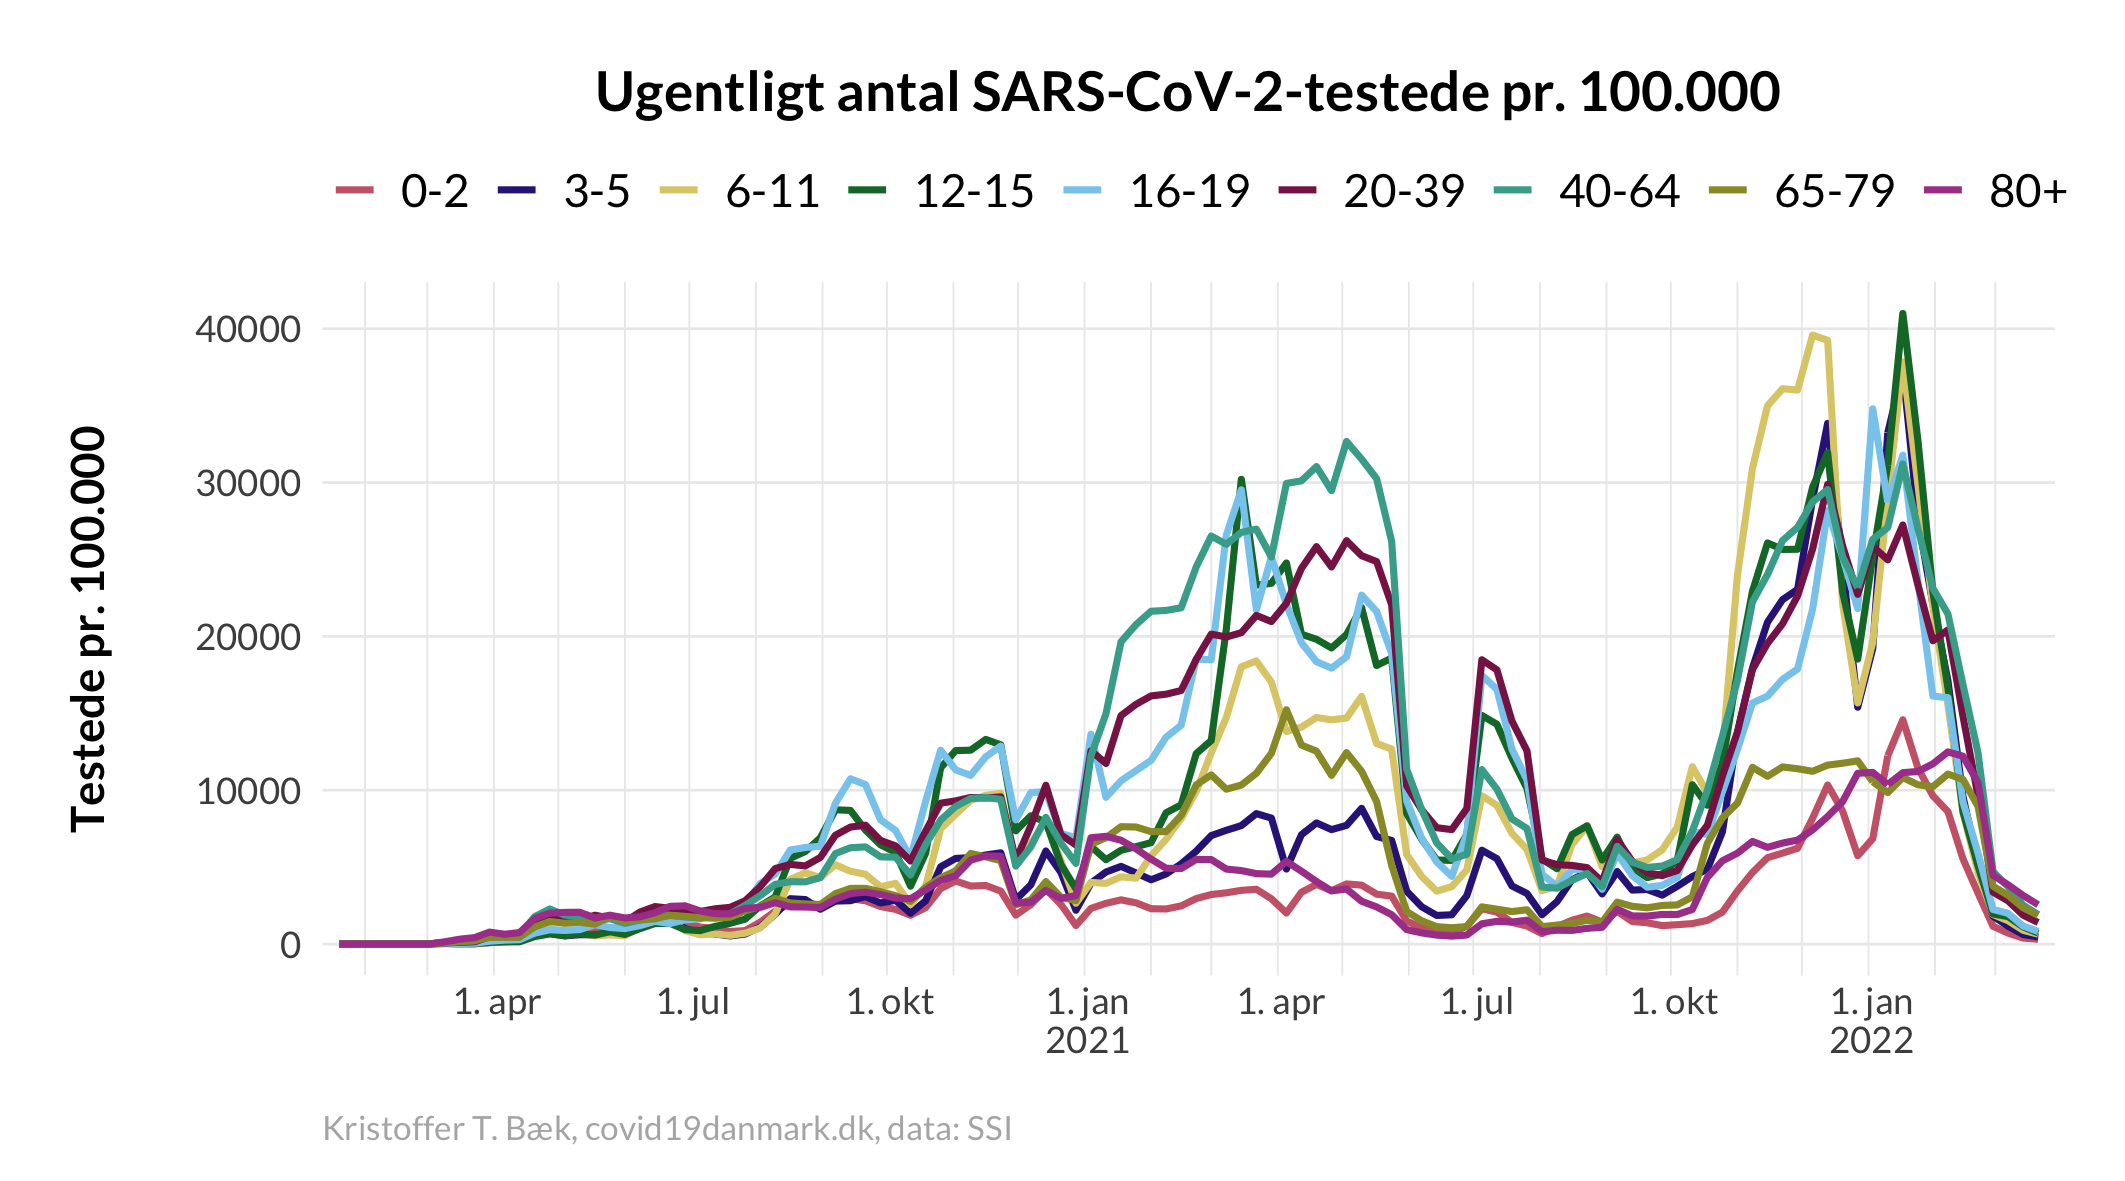 Ugentligt antal SARS-CoV-2-testede pr. 100.000
0-2 3-5 6-11 12-15 16-19 20-39 40-64 65-79 80+
Testede pr. 100.000
40000
30000
20000
10000
0
1. apr 1. jul 1. okt 1. jan 1. apr 1. jul 1. okt 1. jan
2021 2022
Kristoffer T. Bæk, covid19danmark.dk, data: SSI